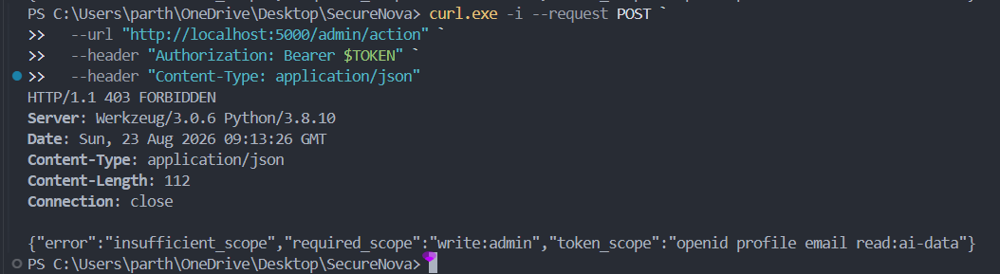 PS C:\Users\parth\OneDrive\Desktop\SecureNova> curl.exe -i --request POST `
>>   --url "http://localhost:5000/admin/action" `
>>   --header "Authorization: Bearer $TOKEN" `
>>   --header "Content-Type: application/json"
HTTP/1.1 403 FORBIDDEN
Server: Werkzeug/3.0.6 Python/3.8.10
Date: Sun, 23 Aug 2026 09:13:26 GMT
Content-Type: application/json
Content-Length: 112
Connection: close

{"error":"insufficient_scope","required_scope":"write:admin","token_scope":"openid profile email read:ai-data"}
PS C:\Users\parth\OneDrive\Desktop\SecureNova>